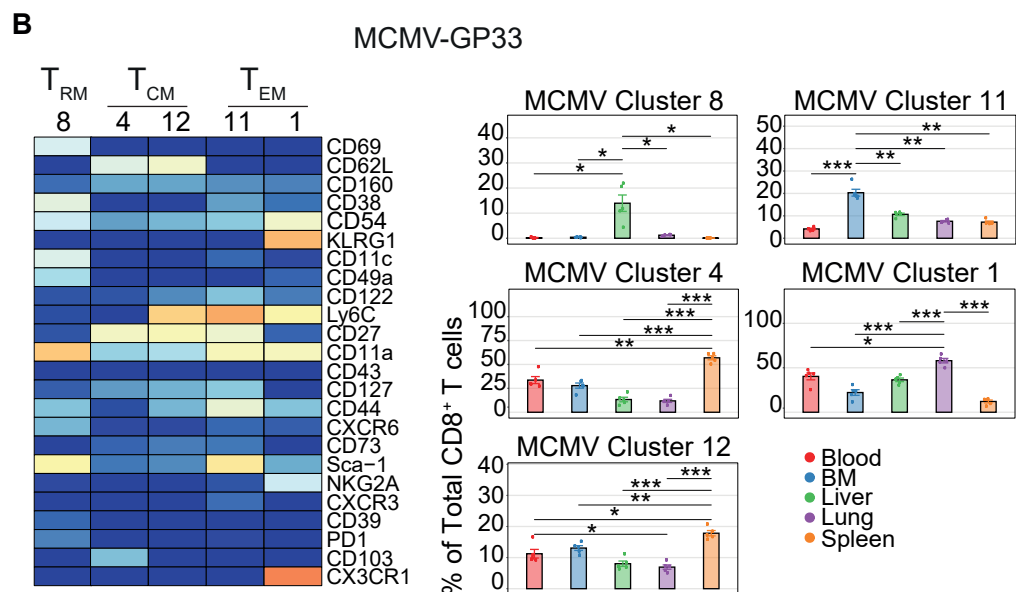 B
MCMV-GP33
TRM TCM TEM
8 4 12 11 1
CD69
CD62L
CD160
CD38
CD54
KLRG1
CD11c
CD49a
CD122
Ly6C
CD27
CD11a
CD43
CD127
CD44
CXCR6
CD73
Sca-1
NKG2A
CXCR3
CD39
PD1
CD103
CX3CR1
% of Total CD8+ T cells
MCMV Cluster 8
40
30
20
10
0
*
*
*
*
MCMV Cluster 11
50
40
30
20
10
0
**
**
**
***
MCMV Cluster 4
100
75
50
25
0
***
***
***
**
MCMV Cluster 1
100
50
0
***
***
***
*
MCMV Cluster 12
40
30
20
10
0
***
***
**
*
*
Blood
BM
Liver
Lung
Spleen